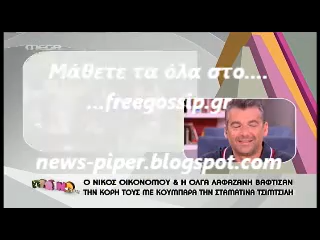 MEGA
Μάθετε τα όλα στο....
...freegossip.gr
news-piper.blogspot.com
Ο ΝΙΚΟΣ ΟΙΚΟΝΟΜΟΥ & Η ΟΛΓΑ ΛΑΦΑΖΑΝΗ ΒΑΦΤΙΣΑΝ
ΤΗΝ ΚΟΡΗ ΤΟΥΣ ΜΕ ΚΟΥΜΠΑΡΑ ΤΗΝ ΣΤΑΜΑΤΙΝΑ ΤΣΙΜΤΣΙΛΗ